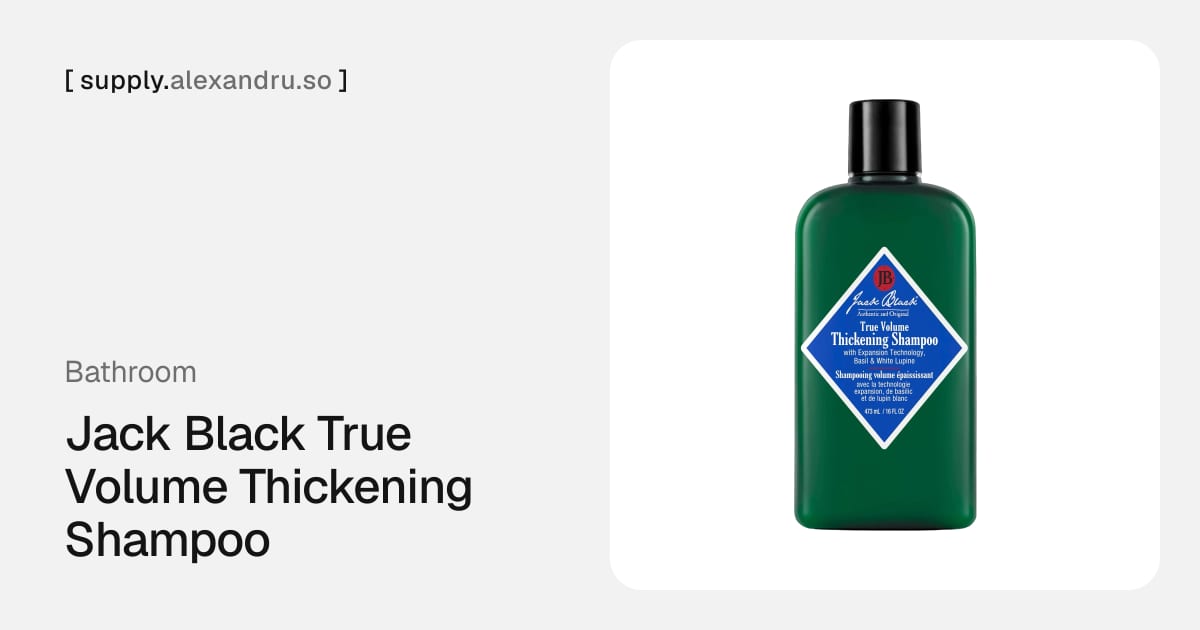 [ supply.alexandru.so ]
Bathroom
Jack Black True
Volume Thickening
Shampoo
JB
Jack Black
Authentic and Original
True Volume
Thickening Shampoo
with Expansion Technology,
Basil & White Lupine
Shampooing volume épaississant
avec la technologie
expansion, de basilic
et de lupin blanc
473 mL / 16 FL OZ